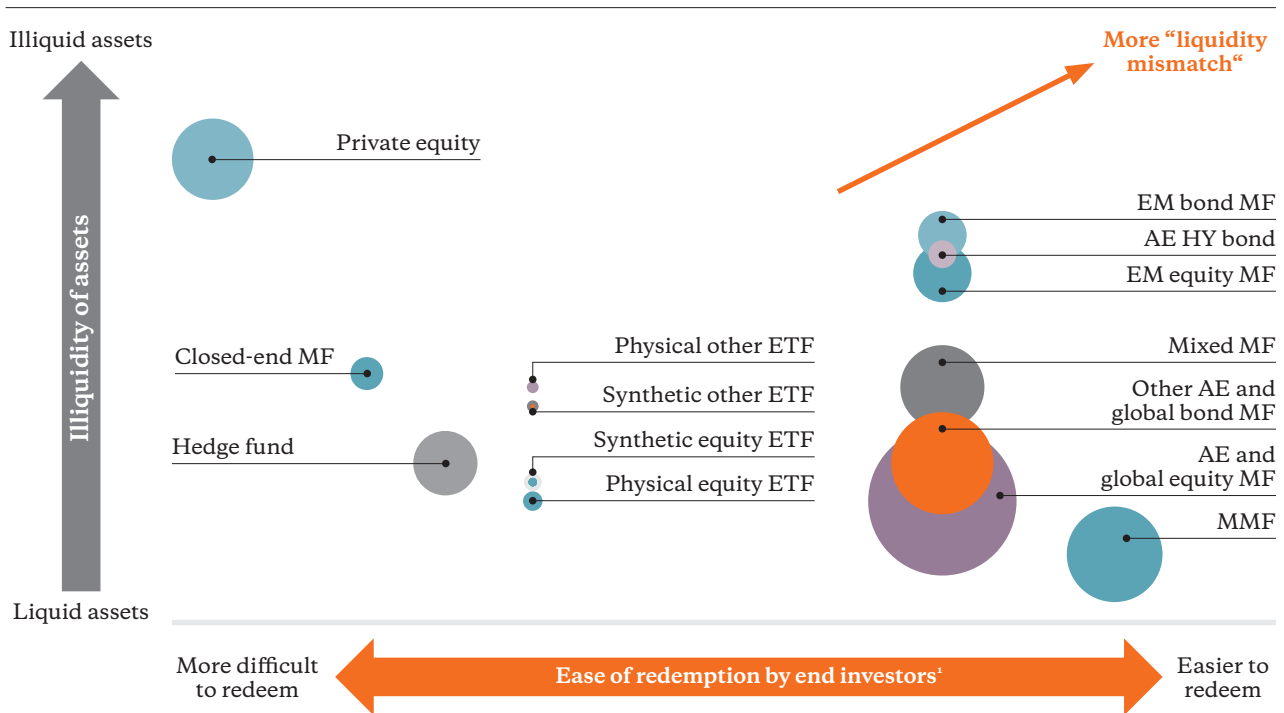 Illiquid assets
More “liquidity
mismatch“
Private equity
EM bond MF
AE HY bond
EM equity MF
Illiquidity of assets
Closed-end MF
Physical other ETF
Mixed MF
Synthetic other ETF
Other AE and
global bond MF
Hedge fund
Synthetic equity ETF
AE and
global equity MF
Physical equity ETF
MMF
Liquid assets
More difficult
to redeem
Ease of redemption by end investors¹
Easier to
redeem